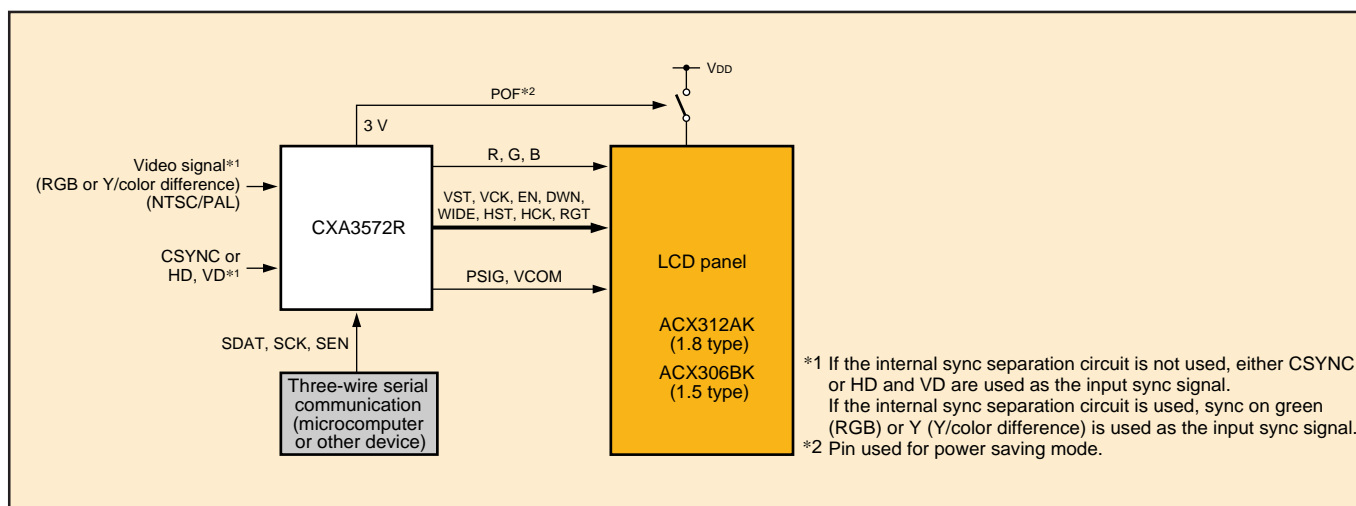 VDD
POF*2
3 V
Video signal*1
(RGB or Y/color difference)
(NTSC/PAL)
R, G, B
VST, VCK, EN, DWN,
WIDE, HST, HCK, RGT
CXA3572R
CSYNC or
HD, VD*1
PSIG, VCOM
LCD panel
ACX312AK
(1.8 type)
ACX306BK
(1.5 type)
SDAT, SCK, SEN
Three-wire serial
communication
(microcomputer
or other device)
*1 If the internal sync separation circuit is not used, either CSYNC
or HD and VD are used as the input sync signal.
If the internal sync separation circuit is used, sync on green
(RGB) or Y (Y/color difference) is used as the input sync signal.
*2 Pin used for power saving mode.